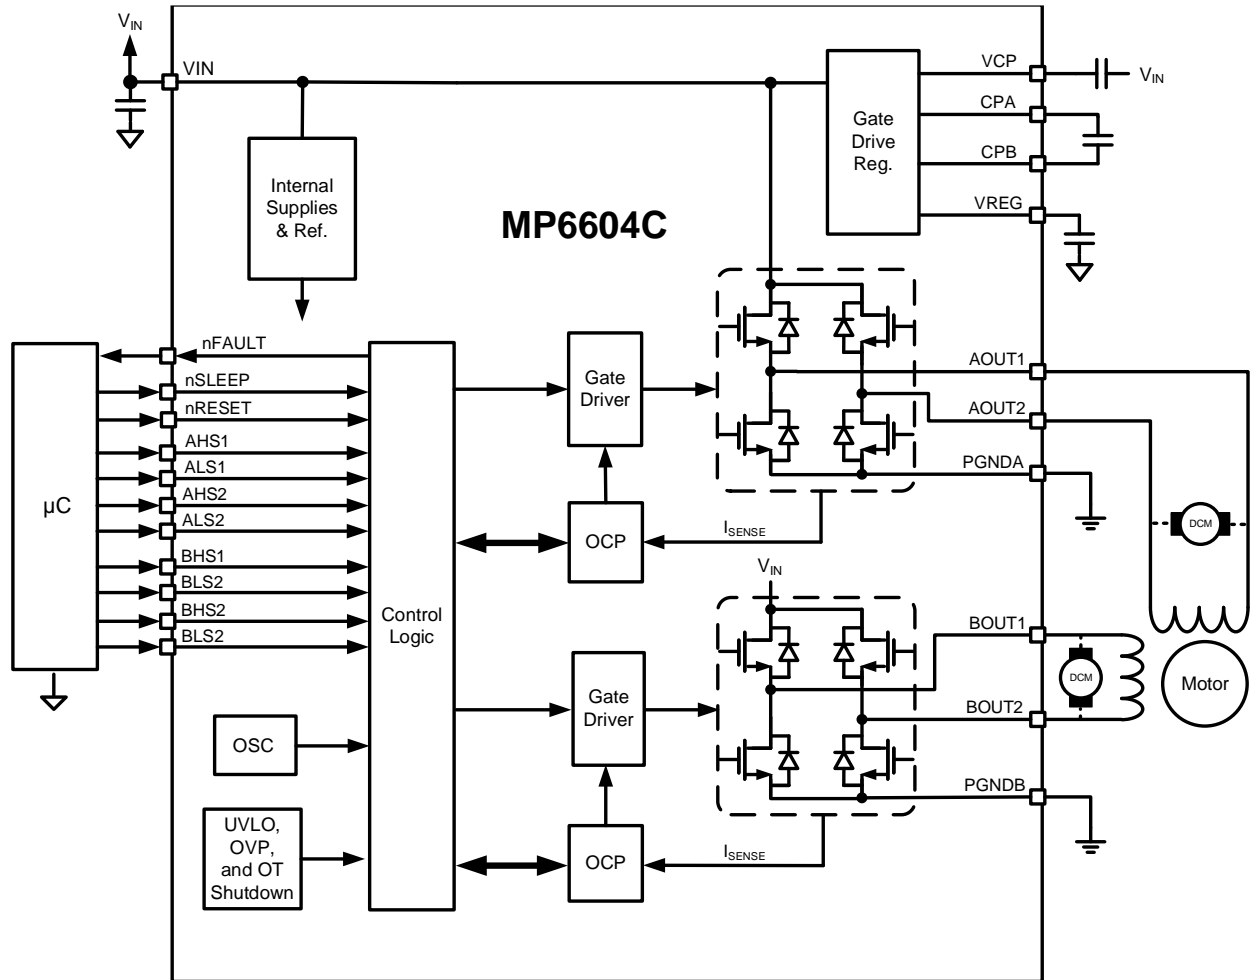 VIN
VIN
VCP
VIN
CPA
Gate
Drive
Reg.
CPB
VREG
Internal
Supplies
& Ref.
MP6604C
nFAULT
nSLEEP
nRESET
AHS1
ALS1
AHS2
ALS2
BHS1
BLS2
BHS2
BLS2
µC
Control
Logic
Gate
Driver
OCP
ISENSE
AOUT1
AOUT2
PGNDA
DCM
VIN
Gate
Driver
OCP
ISENSE
BOUT1
BOUT2
PGNDB
DCM
Motor
OSC
UVLO,
OVP,
and OT
Shutdown